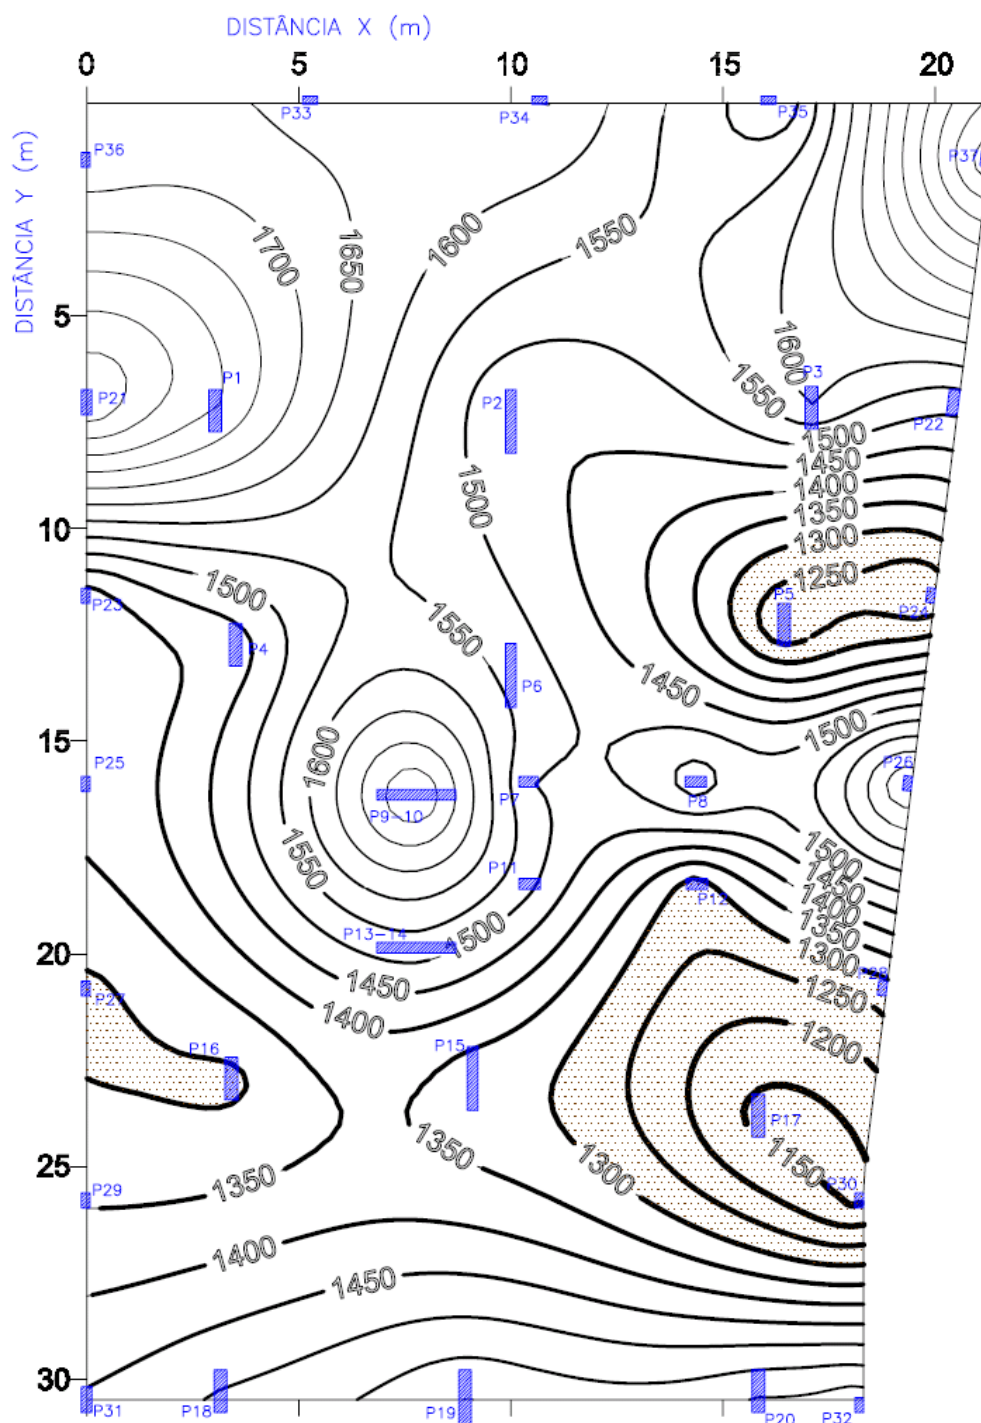 DISTÂNCIA X (m)
0 5 10 15 20
P33 P34 P35
DISTÂNCIA Y (m)
P36 P37
1700 1650 1600 1550
5
1600
P1 P3
1550
P21 P2 P22
1500
1450
1400
1500
1350
10
1300
1250
1500 P5
P23 P24
1550
P4
1450 P6
1500
15
1600
P25 P26
P7 P8
P9-10
1500
1550 1450
P11 1400
P12 1350
P13-14 1500 1300
20
1450 P28
P27 1250
1400
1200
P16 P15
P17
1350 1150
25
1350 1300
P29 P30
1400
1450
30
P31 P18 P19 P20 P32